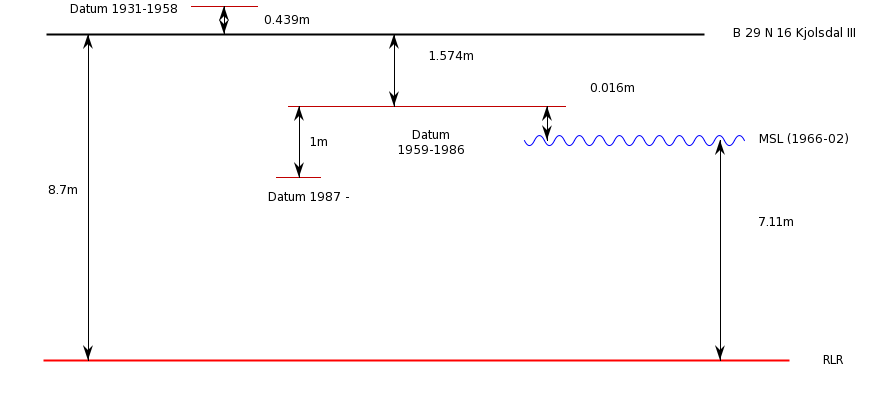 Datum 1931-1958
0.439m
B 29 N 16 Kjolsdal III
1.574m
0.016m
1m
Datum
1959-1986
MSL (1966-02)
8.7m
Datum 1987 -
7.11m
RLR